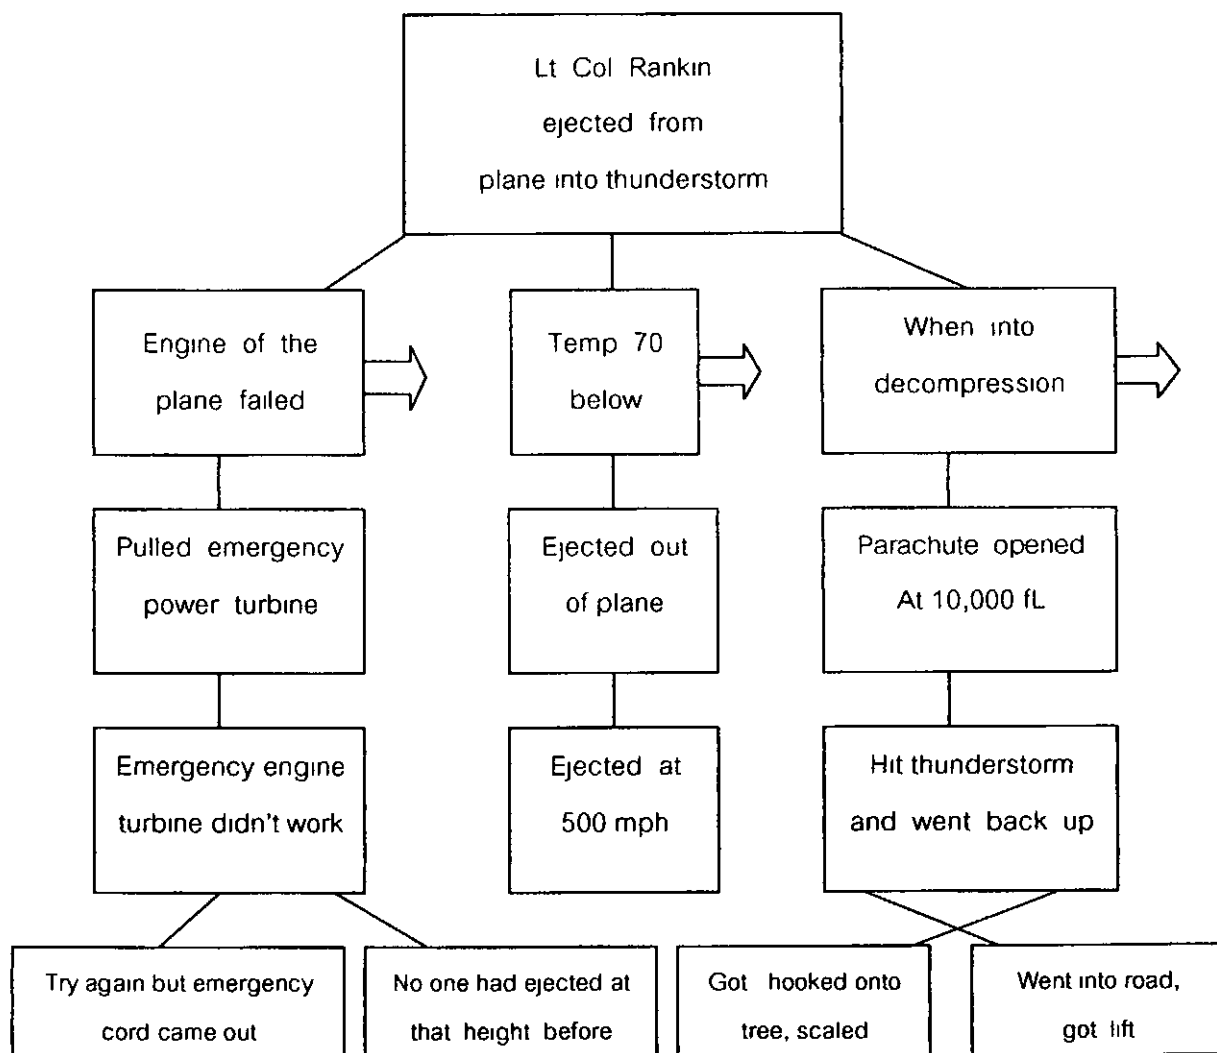 Lt Col Rankin
ejected from
plane into thunderstorm
Engine of the
plane failed
Temp 70
below
When into
decompression
Pulled emergency
power turbine
Ejected out
of plane
Parachute opened
At 10,000 fL
Emergency engine
turbine didn't work
Ejected at
500 mph
Hit thunderstorm
and went back up
Try again but emergency
cord came out
No one had ejected at
that height before
Got hooked onto
tree, scaled
Went into road,
got lift